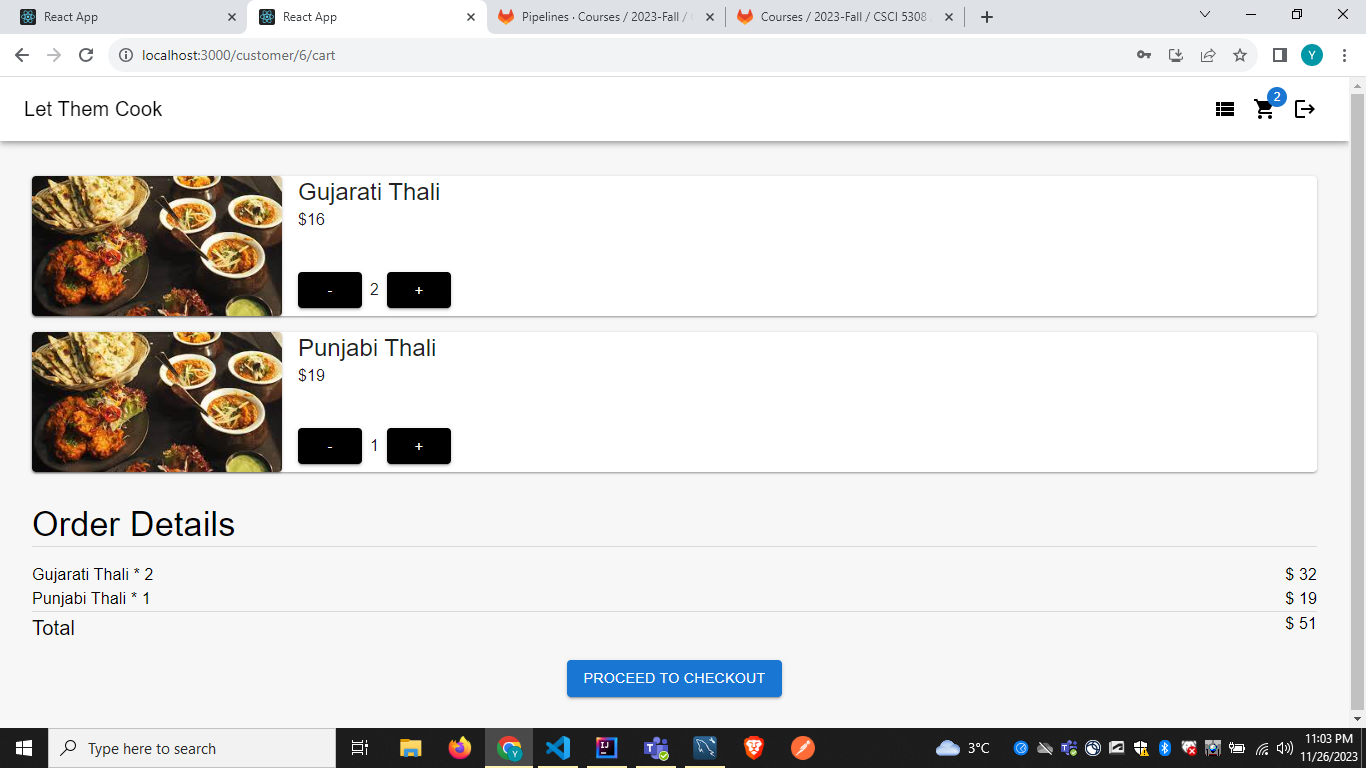 React App
React App
Pipelines · Courses / 2023-Fall /
Courses / 2023-Fall / CSCI 5308
localhost:3000/customer/6/cart
Y
Let Them Cook
2
Gujarati Thali
$16
- 2 +
Punjabi Thali
$19
- 1 +
Order Details
Gujarati Thali * 2 $ 32
Punjabi Thali * 1 $ 19
Total $ 51
PROCEED TO CHECKOUT
Type here to search
3°C
11:03 PM
11/26/2023